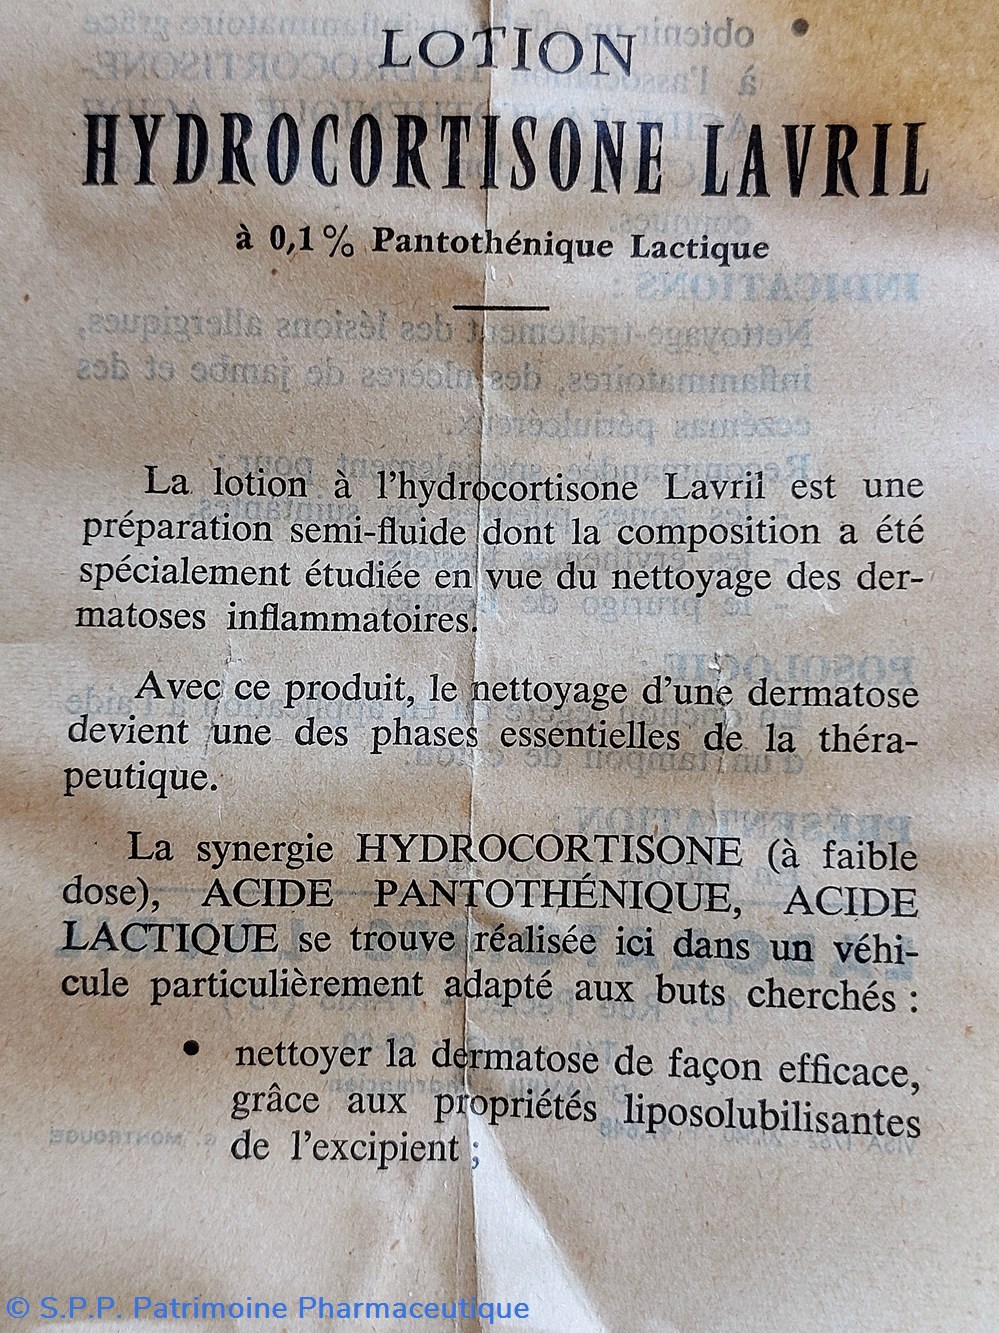 LOTION
HYDROCORTISONE LAVRIL
à 0,1% Pantothénique Lactique
La lotion à l'hydrocortisone Lavril est une
préparation semi-fluide dont la composition a été
spécialement étudiée en vue du nettoyage des der-
matoses inflammatoires.
Avec ce produit, le nettoyage d'une dermatose
devient une des phases essentielles de la théra-
peutique.
La synergie HYDROCORTISONE (à faible
dose), ACIDE PANTOTHÉNIQUE, ACIDE
LACTIQUE se trouve réalisée ici dans un véhi-
cule particulièrement adapté aux buts cherchés :
• nettoyer la dermatose de façon efficace,
grâce aux propriétés liposolubilisantes
de l'excipient ;
© S.P.P. Patrimoine Pharmaceutique